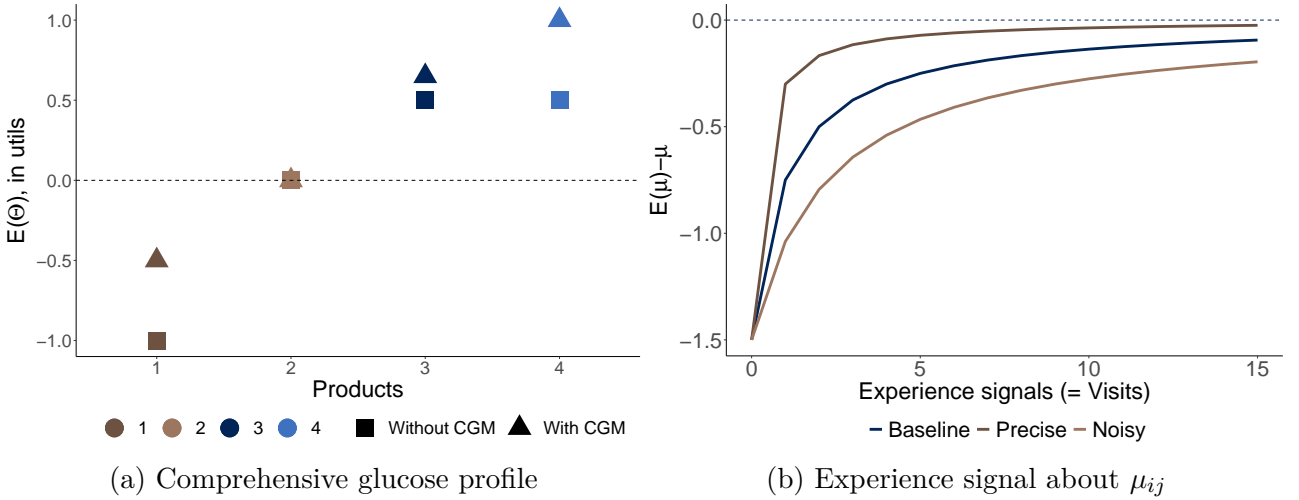 E(Θ), in utils
1.0
0.5
0.0
−0.5
−1.0
1 2 3 4
Products
1 2 3 4 Without CGM With CGM
(a) Comprehensive glucose profile
E(μ)−μ
0.0
−0.5
−1.0
−1.5
0 5 10 15
Experience signals (= Visits)
Baseline Precise Noisy
(b) Experience signal about μij